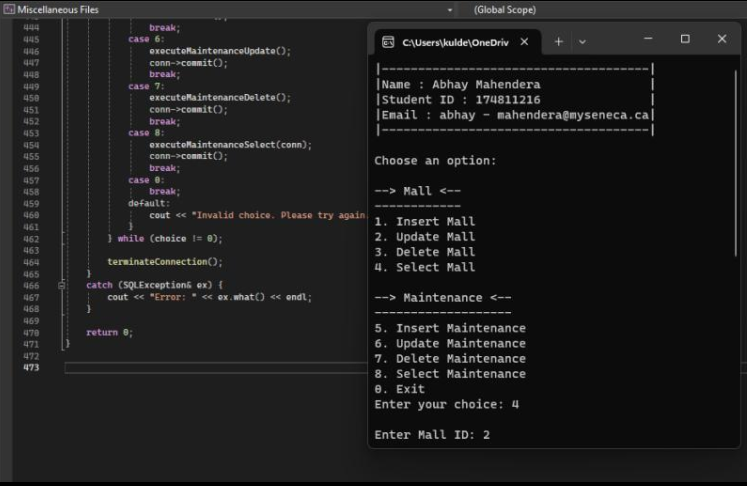 Miscellaneous Files
(Global Scope)
444 break;
445 case 6:
446 executeMaintenanceUpdate();
447 conn->commit();
448 break;
449 case 7:
450 executeMaintenanceDelete();
451 conn->commit();
452 break;
453 case 8:
454 executeMaintenanceSelect(conn);
455 conn->commit();
456 break;
457 case 0:
458 break;
459 default:
460 cout << "Invalid choice. Please try again.
461 }
462 } while (choice != 0);
463
464 terminateConnection();
465 }
466 catch (SQLException& ex) {
467 cout << "Error: " << ex.what() << endl;
468 }
469
470 return 0;
471 }
472
473
C:\Users\kulde\OneDriv
|-------------------------------------|
|Name : Abhay Mahendera |
|Student ID : 174811216 |
|Email : abhay - mahendera@myseneca.ca|
|-------------------------------------|
Choose an option:
--> Mall <--
------------
1. Insert Mall
2. Update Mall
3. Delete Mall
4. Select Mall
--> Maintenance <--
-------------------
5. Insert Maintenance
6. Update Maintenance
7. Delete Maintenance
8. Select Maintenance
0. Exit
Enter your choice: 4
Enter Mall ID: 2